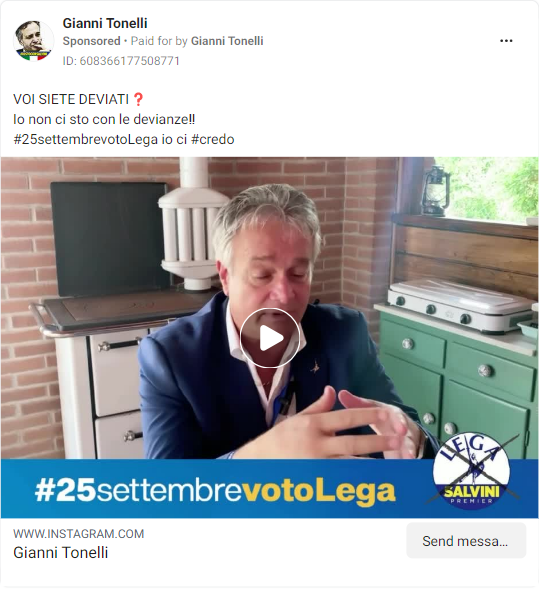 Gianni Tonelli
Sponsored • Paid for by Gianni Tonelli
ID: 608366177508771
VOI SIETE DEVIATI❓
Io non ci sto con le devianze‼
#25settembrevotoLega io ci #credo
LEGA
SALVINI
PREMIER
#25settembrevotoLega
WWW.INSTAGRAM.COM
Gianni Tonelli
Send messa...